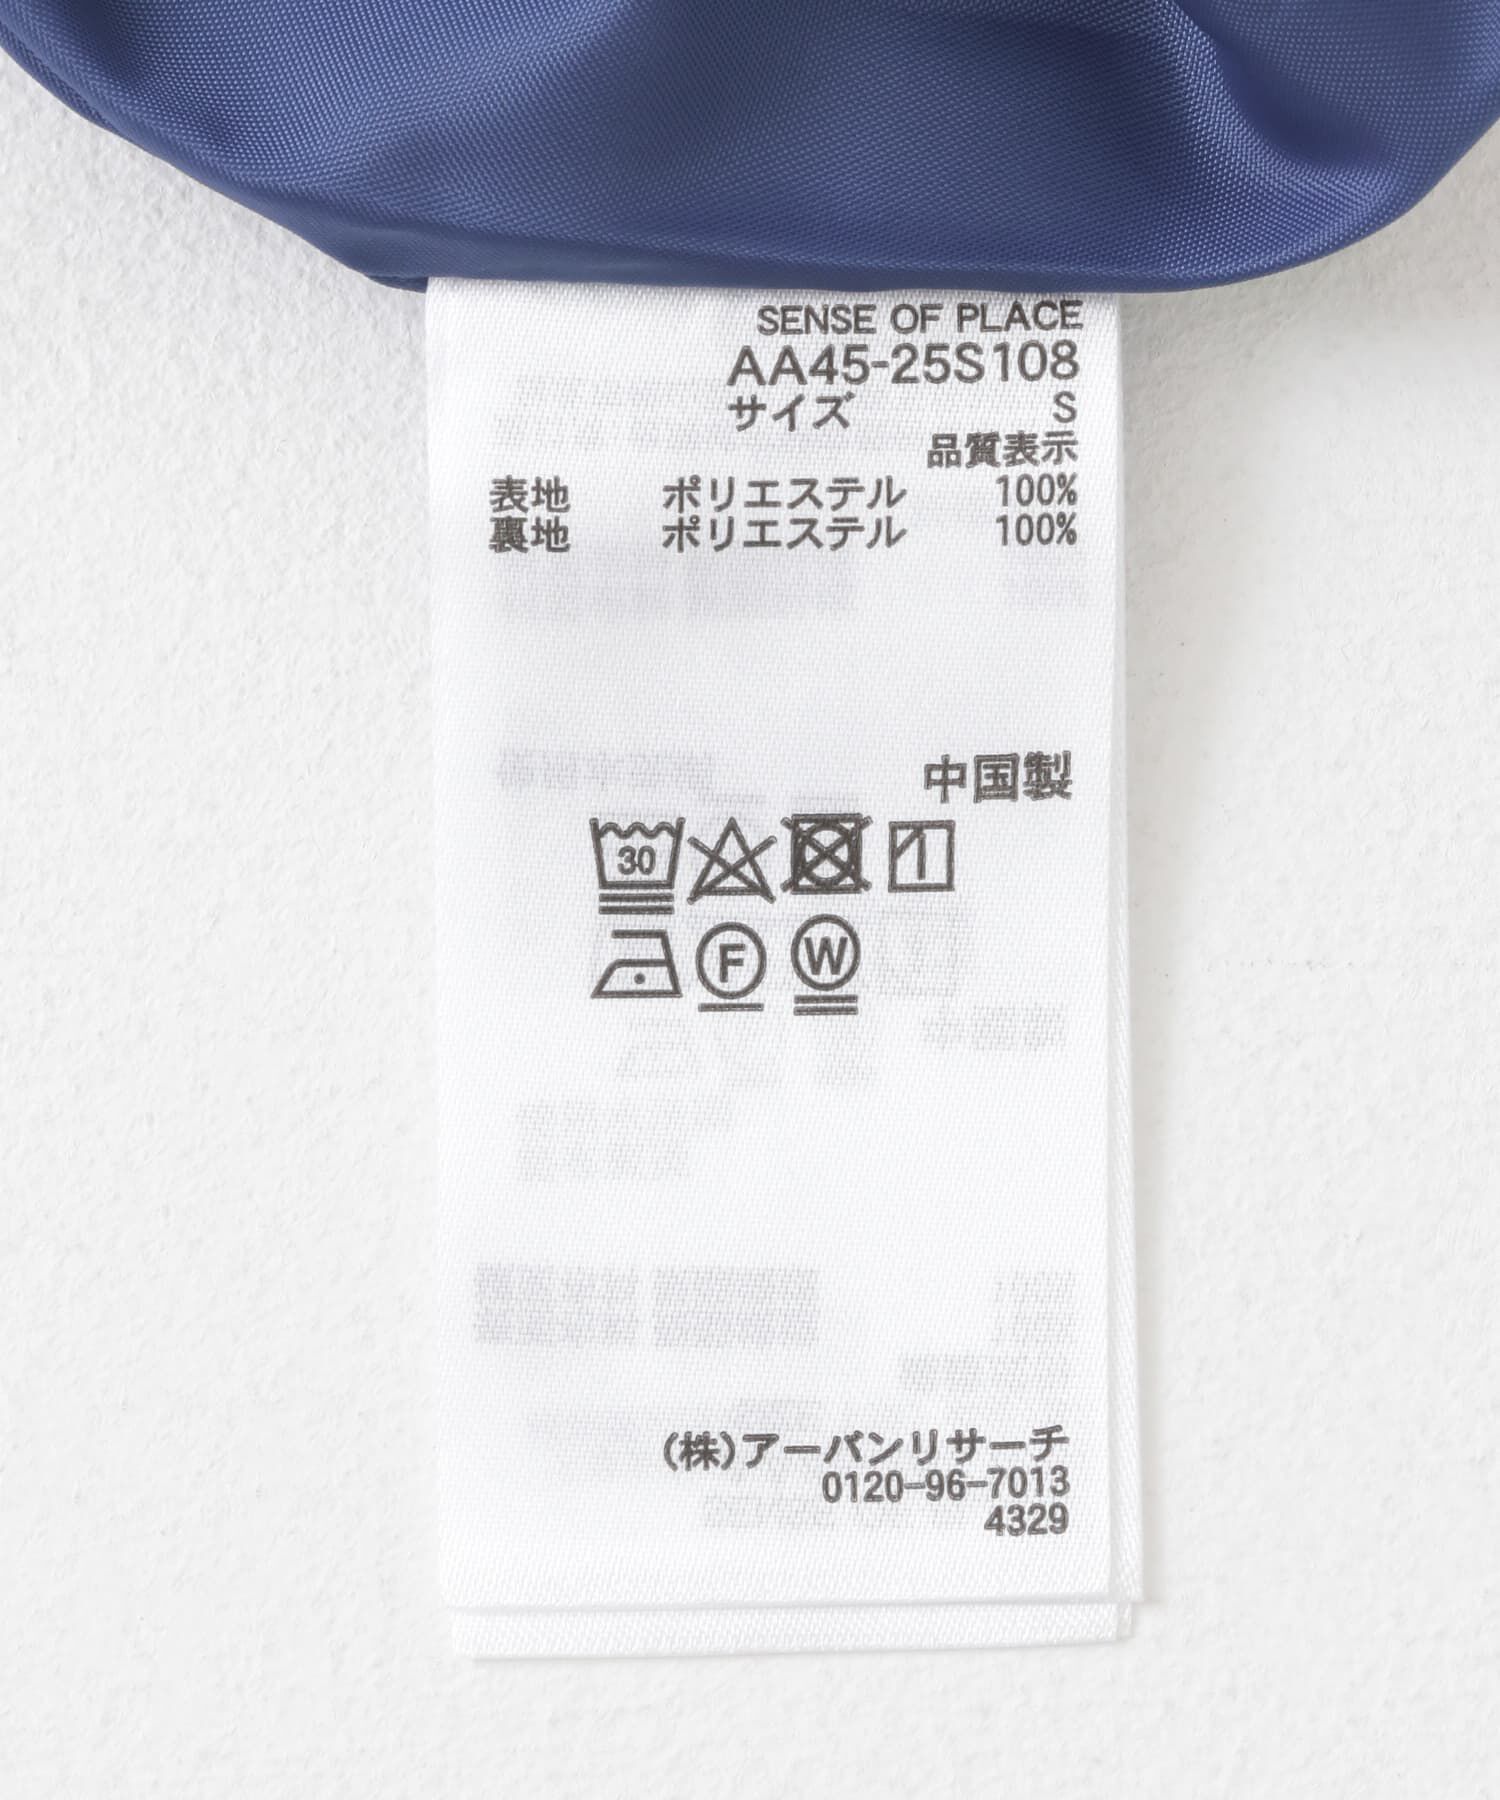 SENSE OF PLACE
AA45-25S108
サイズ S
品質表示
表地 ポリエステル 100%
裏地 ポリエステル 100%
中国製
30
F W
(株)アーバンリサーチ
0120-96-7013
4329